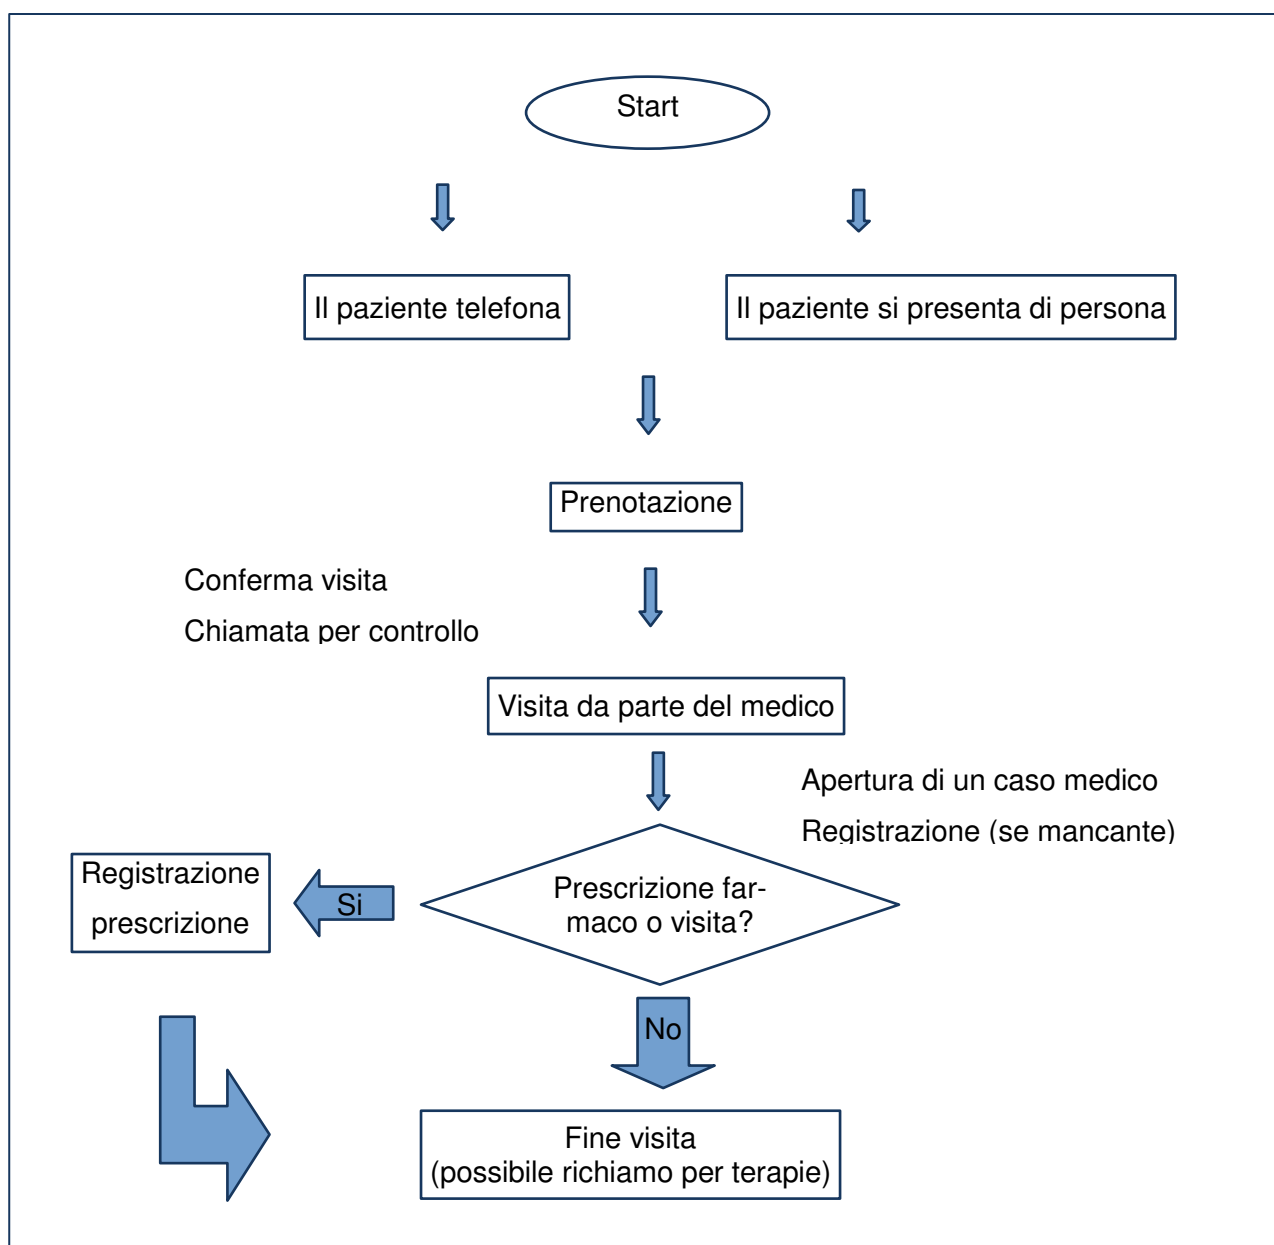 Start
Il paziente telefona
Il paziente si presenta di persona
Prenotazione
Conferma visita
Chiamata per controllo
Visita da parte del medico
Apertura di un caso medico
Registrazione (se mancante)
Prescrizione far-
maco o visita?
Si
Registrazione
prescrizione
No
Fine visita
(possibile richiamo per terapie)